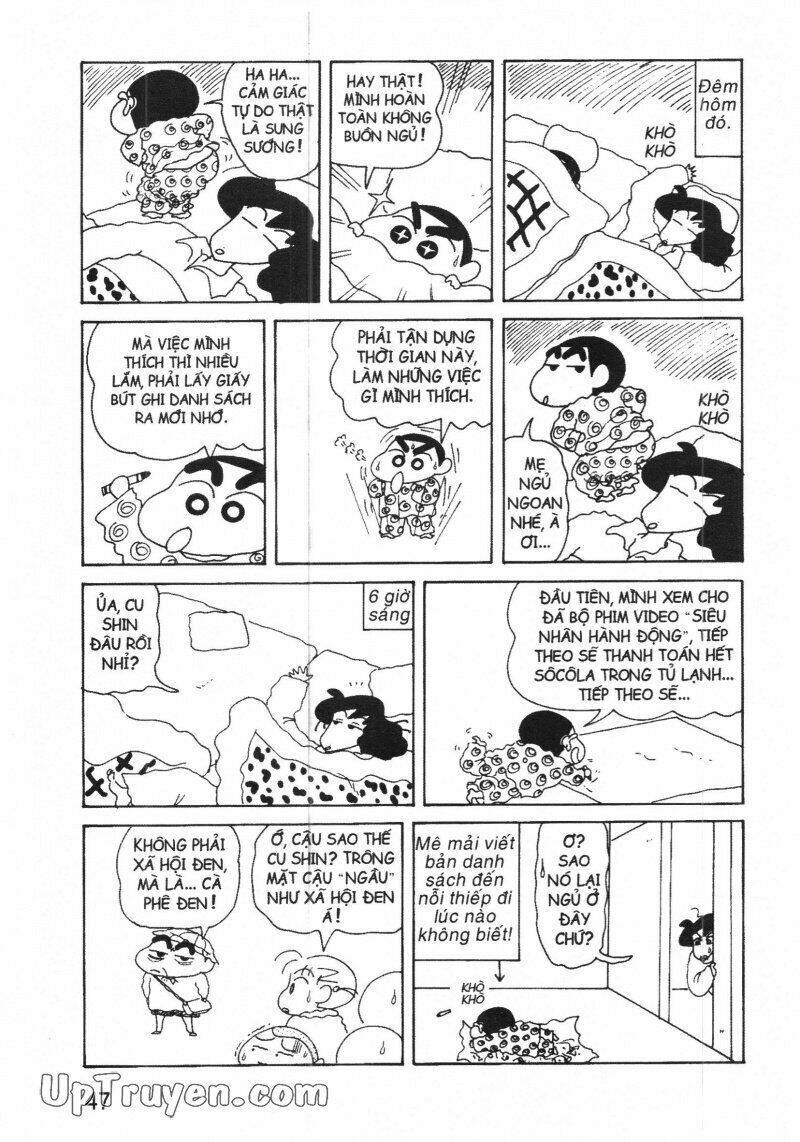 Đêm
hôm
đó.
KHÒ
KHÒ
HAY THẬT!
MÌNH HOÀN
TOÀN KHÔNG
BUỒN NGỦ!
HA HA...
CẢM GIÁC
TỰ DO THẬT
LÀ SUNG
SƯỚNG!
KHÒ
KHÒ
MẸ
NGỦ
NGOAN
NHÉ, À
ƠI...
PHẢI TẬN DỤNG
THỜI GIAN NÀY,
LÀM NHỮNG VIỆC
GÌ MÌNH THÍCH.
MÀ VIỆC MÌNH
THÍCH THÌ NHIỀU
LẮM, PHẢI LẤY GIẤY
BÚT GHI DANH SÁCH
RA MỚI NHỚ.
ĐẦU TIÊN, MÌNH XEM CHO
ĐÃ BỘ PHIM VIDEO "SIÊU
NHÂN HÀNH ĐỘNG", TIẾP
THEO SẼ THANH TOÁN HẾT
SÔCÔLA TRONG TỦ LẠNH...
TIẾP THEO SẼ...
6 giờ
sáng
ỦA, CU
SHIN
ĐÂU RỒI
NHỈ?
Ơ?
SAO
NÓ LẠI
NGỦ Ở
ĐÂY
CHỨ?
Mê mải viết
bản danh
sách đến
nỗi thiếp đi
lúc nào
không biết!
KHÒ
KHÒ
Ớ, CẬU SAO THẾ
CU SHIN? TRÔNG
MẶT CẬU "NGẦU"
NHƯ XÃ HỘI ĐEN
Á!
KHÔNG PHẢI
XÃ HỘI ĐEN,
MÀ LÀ... CÀ
PHÊ ĐEN!
47
UpTruyen.com